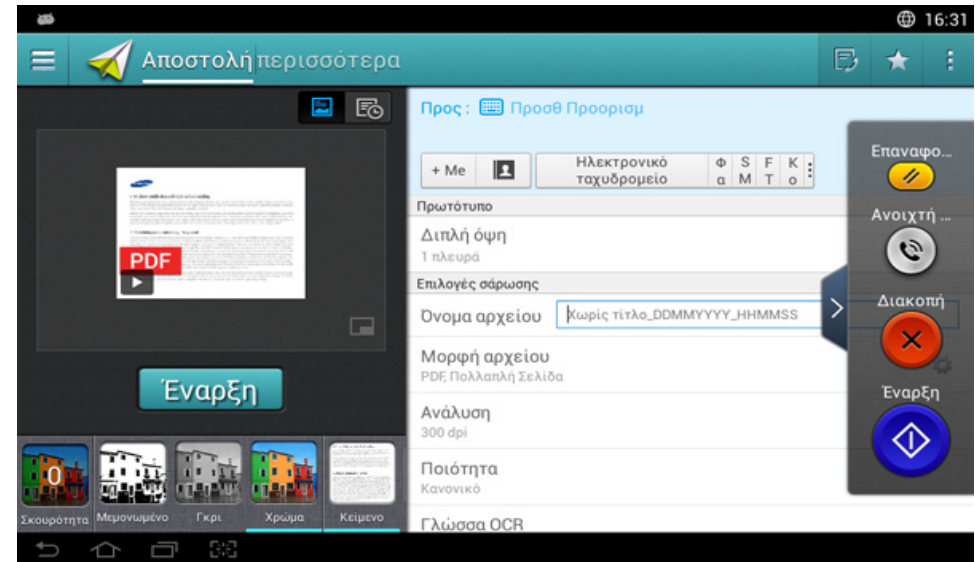 16:31
Αποστολή περισσότερα
Προς : Προσθ Προορισμ
+ Me
Ηλεκτρονικό
ταχυδρομείο
Φ S F K
α M T o
Πρωτότυπο
Διπλή όψη
1 πλευρά
Επιλογές σάρωσης
Όνομα αρχείου Χωρίς τίτλο_DDMMYYYY_HHMMSS
Μορφή αρχείου
PDF, Πολλαπλή Σελίδα
Ανάλυση
300 dpi
Ποιότητα
Κανονικό
Γλώσσα OCR
PDF
Έναρξη
0
Σκουρότητα Μεμονωμένο Γκρι Χρώμα Κείμενο
Επαναφο...
Ανοιχτή ...
Διακοπή
Έναρξη